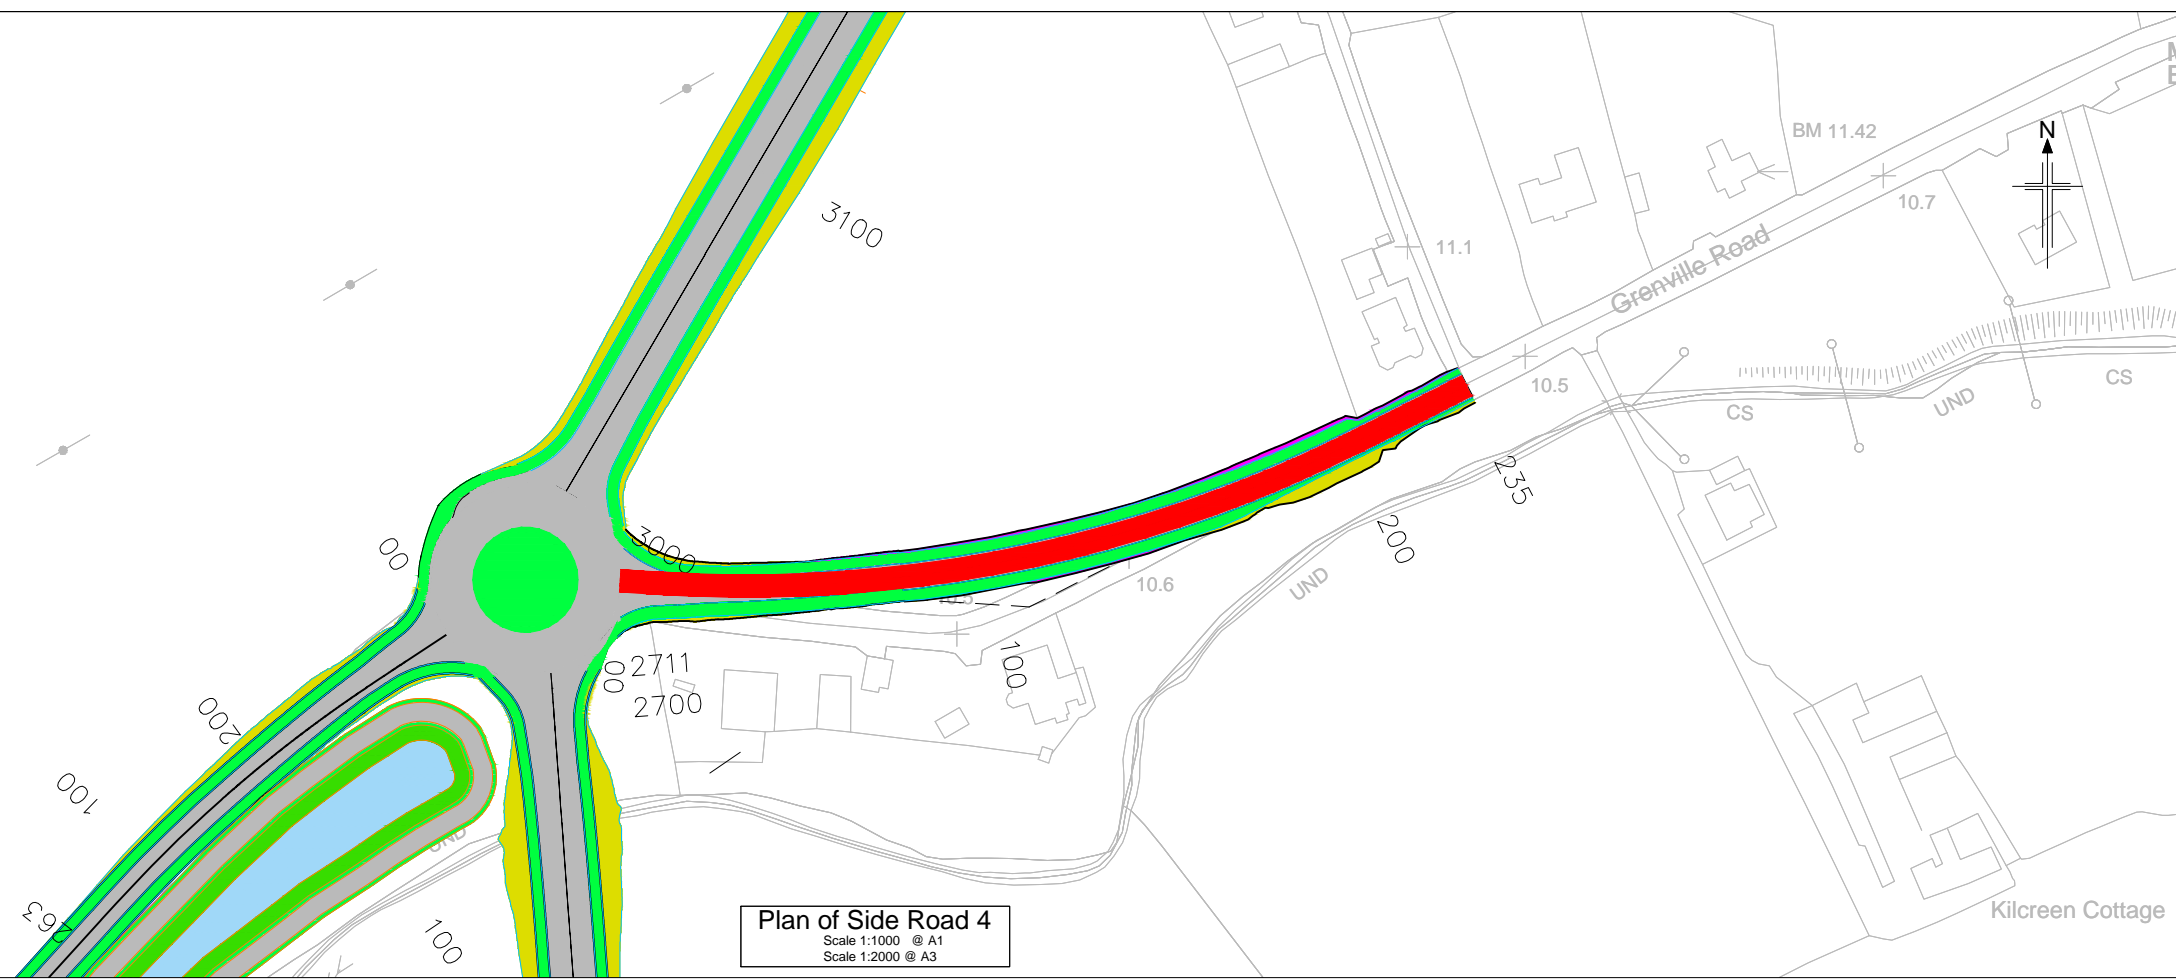 N
BM 11.42
10.7
3100
11.1
Grenville Road
10.5
CS
CS
UND
235
200
00
3000
10.6
UND
100
00
2711
2700
200
100
263
UND
100
Kilcreen Cottage
Plan of Side Road 4
Scale 1:1000 @ A1
Scale 1:2000 @ A3